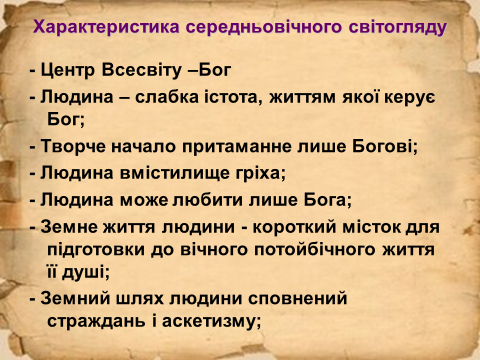 Характеристика середньовічного світогляду
- Центр Всесвіту –Бог
- Людина – слабка істота, життям якої керує
Бог;
- Творче начало притаманне лише Богові;
- Людина вмістилище гріха;
- Людина може любити лише Бога;
- Земне життя людини - короткий місток для
підготовки до вічного потойбічного життя
її душі;
- Земний шлях людини сповнений
страждань і аскетизму;